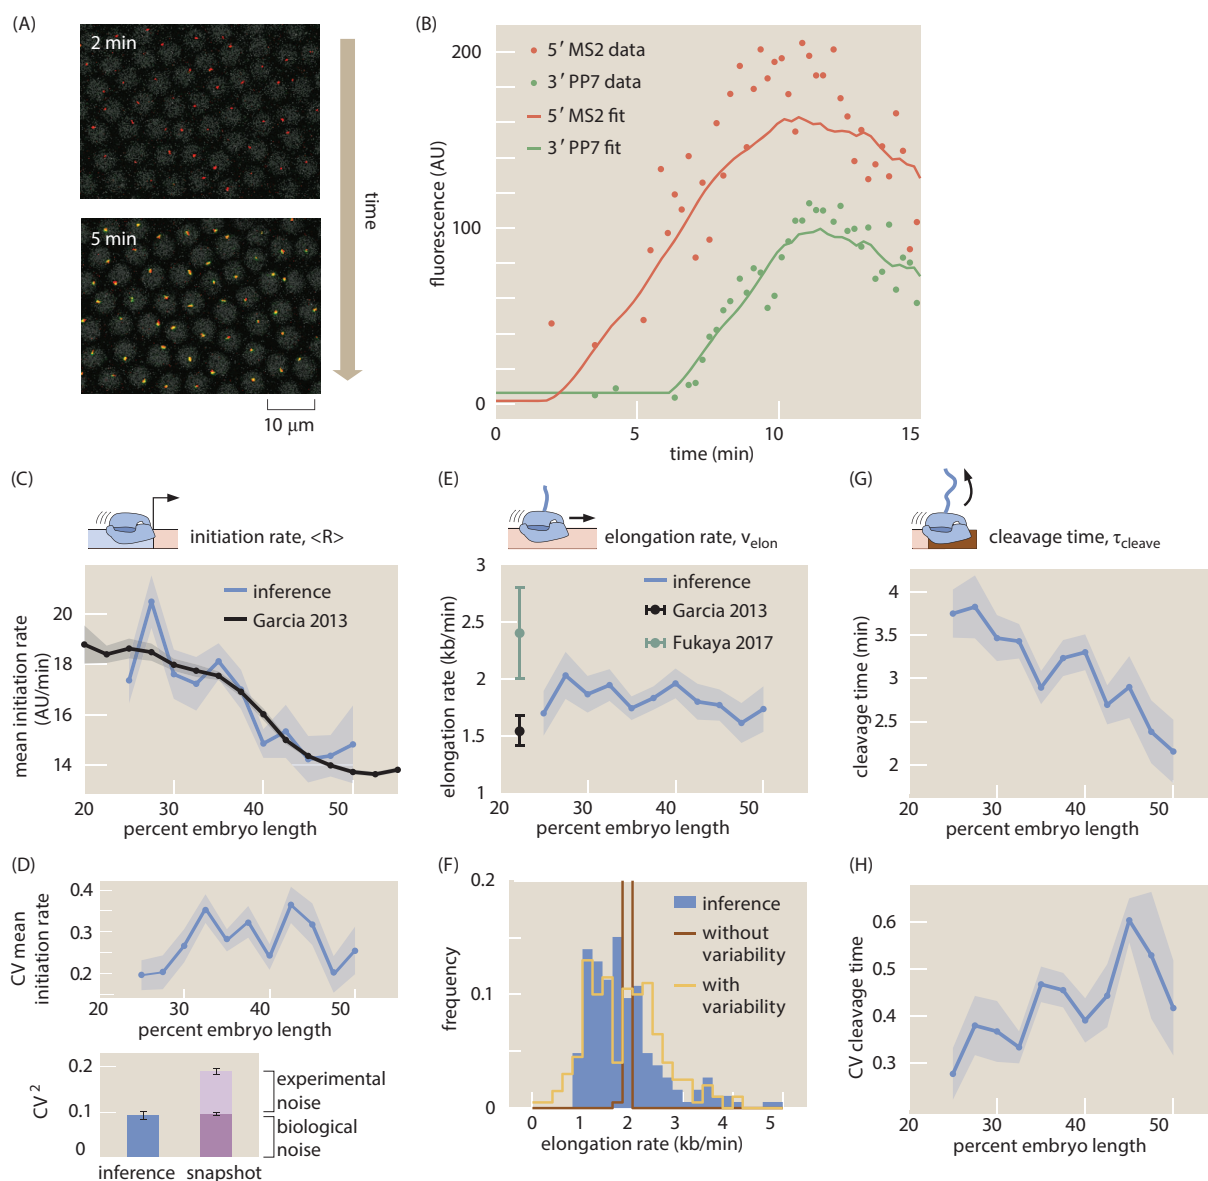 (A)
2 min
5 min
time
10 μm
(B)
200
100
0
fluorescence (AU)
5′ MS2 data
3′ PP7 data
5′ MS2 fit
3′ PP7 fit
0 5 10 15
time (min)
(C)
initiation rate, <R>
inference
Garcia 2013
20
18
16
14
mean initiation rate
(AU/min)
20 30 40 50
percent embryo length
(E)
elongation rate, v_elon
3
2.5
2
1.5
1
elongation rate (kb/min)
inference
Garcia 2013
Fukaya 2017
20 30 40 50
percent embryo length
(G)
cleavage time, τ_cleave
4
3.5
3
2.5
2
cleavage time (min)
20 30 40 50
percent embryo length
(D)
0.4
0.3
0.2
CV mean
initiation rate
20 30 40 50
percent embryo length
0.2
0.1
0
CV²
experimental
noise
biological
noise
inference snapshot
(F)
0.2
0.1
0
frequency
inference
without
variability
with
variability
0 1 2 3 4 5
elongation rate (kb/min)
(H)
0.6
0.5
0.4
0.3
CV cleavage time
20 30 40 50
percent embryo length